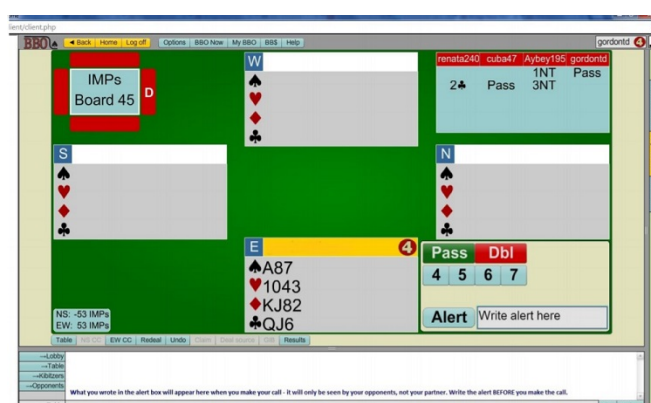 lient/client.php
BBO ◄ Back Home Log off Options BBO Now My BBO BB$ Help gordontd 4
IMPs
Board 45
D
W
♠
♥
♦
♣
renata240 cuba47 Aybey195 gordontd
1NT Pass
2♣ Pass 3NT
S
♠
♥
♦
♣
N
♠
♥
♦
♣
E 4
♠A87
♥1043
♦KJ82
♣QJ6
Pass Dbl
4 5 6 7
Alert Write alert here
NS: -53 IMPs
EW: 53 IMPs
Table NS CC EW CC Redeal Undo Claim Deal source GIB Results
→Lobby
→Table
→Kibitzers
→Opponents
What you wrote in the alert box will appear here when you make your call - it will only be seen by your opponents, not your partner. Write the alert BEFORE you make the call.